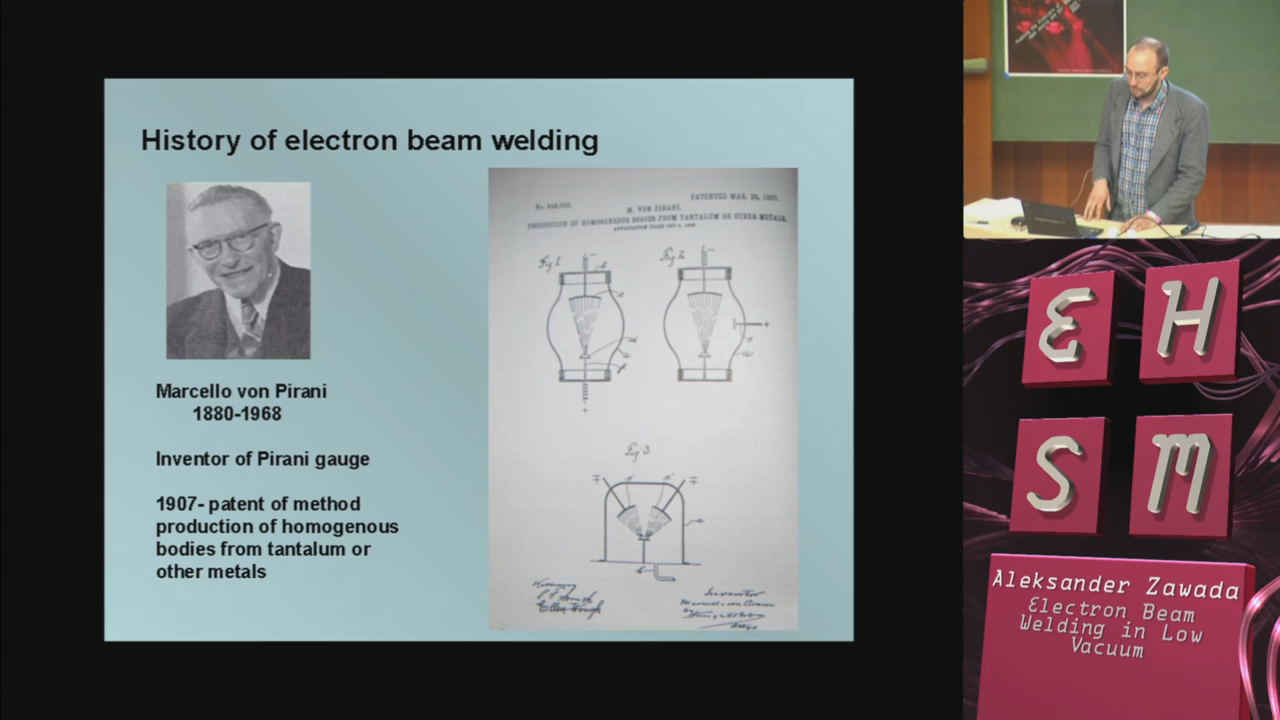 History of electron beam welding
Marcello von Pirani
1880-1968
Inventor of Pirani gauge
1907- patent of method
production of homogenous
bodies from tantalum or
other metals
PATENTED MAR. 26, 1907.
M. VON PIRANI.
PRODUCTION OF HOMOGENEOUS BODIES FROM TANTALUM OR OTHER METALS.
Fig 1
Fig 2
Fig 3
Inventor
EHSM
Aleksander Zawada
Electron Beam
Welding in Low
Vacuum